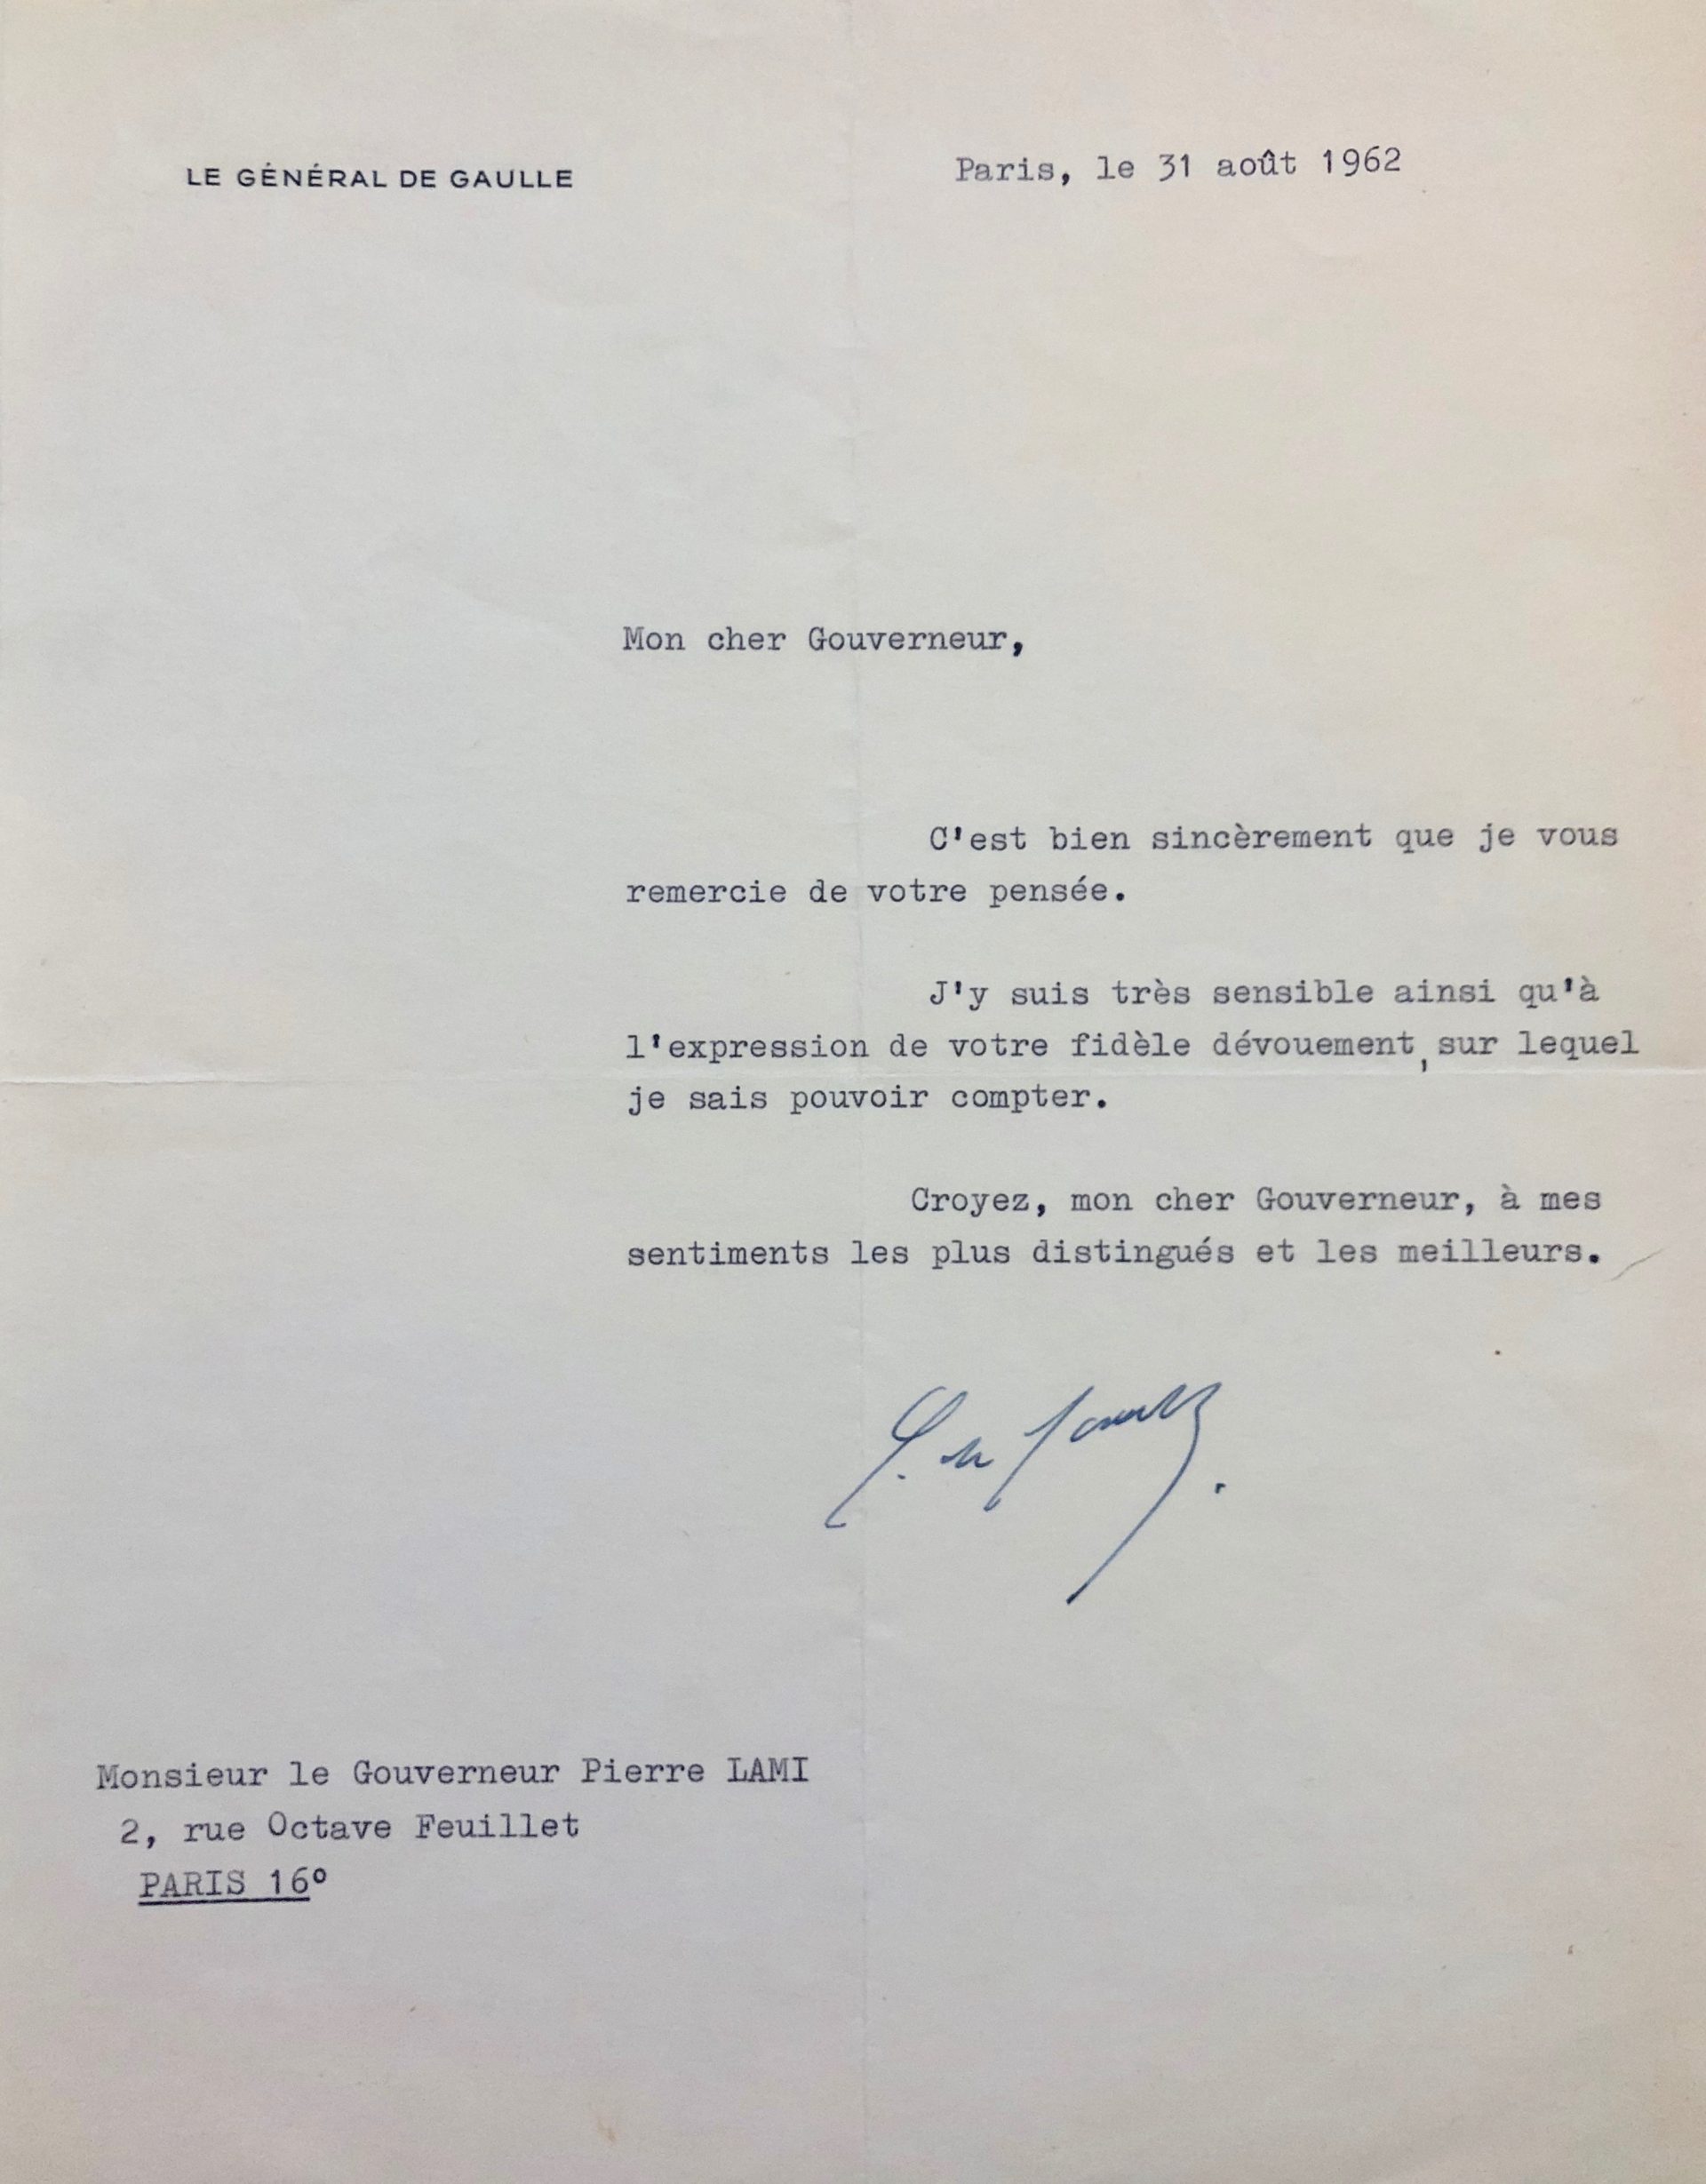 LE GÉNÉRAL DE GAULLE
Paris, le 31 août 1962
Mon cher Gouverneur,
C'est bien sincèrement que je vous
remercie de votre pensée.
J'y suis très sensible ainsi qu'à
l'expression de votre fidèle dévouement, sur lequel
je sais pouvoir compter.
Croyez, mon cher Gouverneur, à mes
sentiments les plus distingués et les meilleurs.
C. de Gaulle.
Monsieur le Gouverneur Pierre LAMI
2, rue Octave Feuillet
PARIS 16°